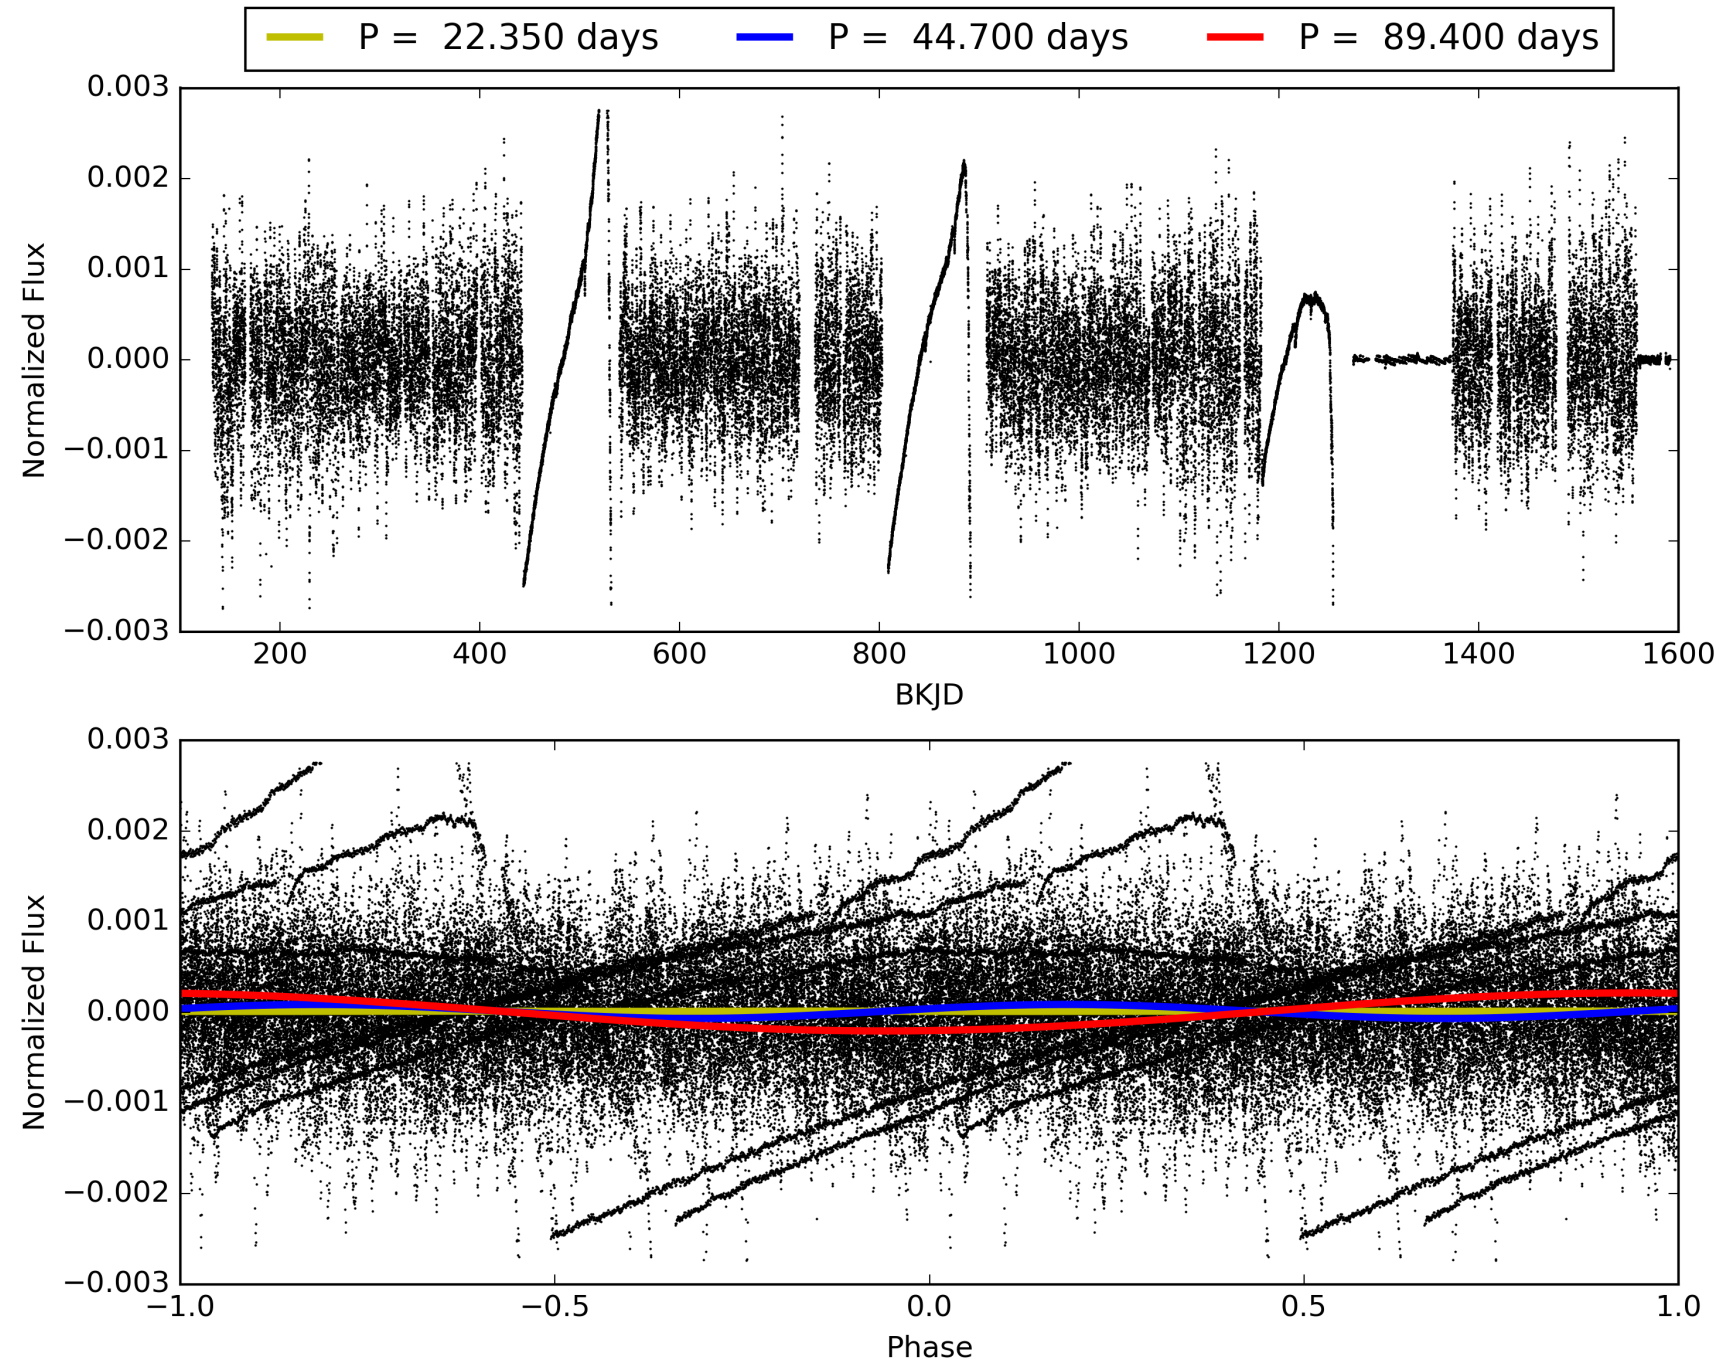 P = 22.350 days P = 44.700 days P = 89.400 days
0.003
0.002
0.001
0.000
−0.001
−0.002
−0.003
Normalized Flux
200 400 600 800 1000 1200 1400 1600
BKJD
0.003
0.002
0.001
0.000
−0.001
−0.002
−0.003
Normalized Flux
−1.0 −0.5 0.0 0.5 1.0
Phase